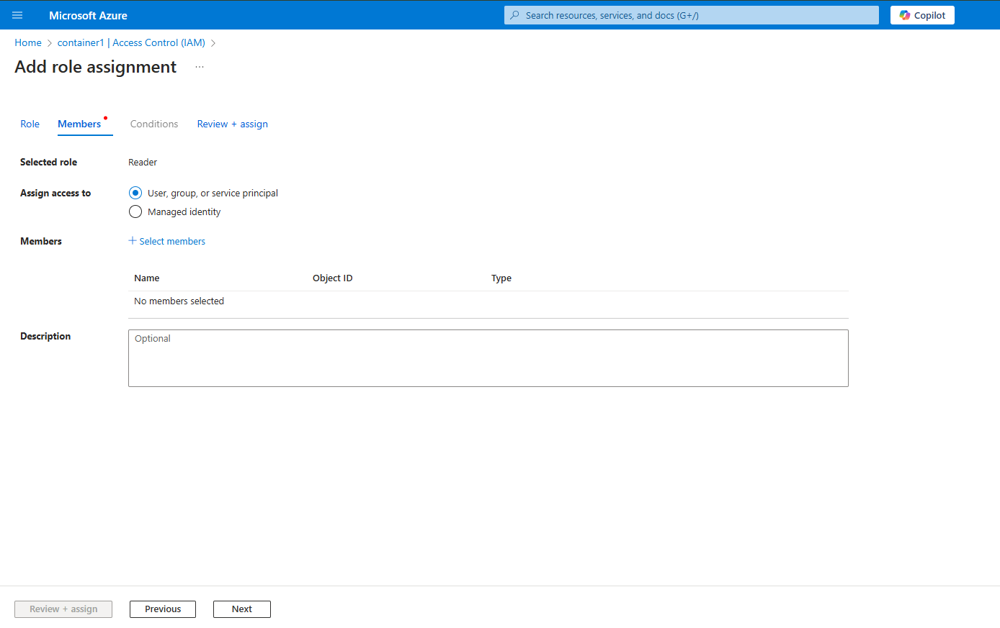 Microsoft Azure
Search resources, services, and docs (G+/)
Copilot
Home > container1 | Access Control (IAM) >
Add role assignment ...
Role Members Conditions Review + assign
Selected role Reader
Assign access to User, group, or service principal
Managed identity
Members + Select members
Name Object ID Type
No members selected
Description Optional
Review + assign Previous Next